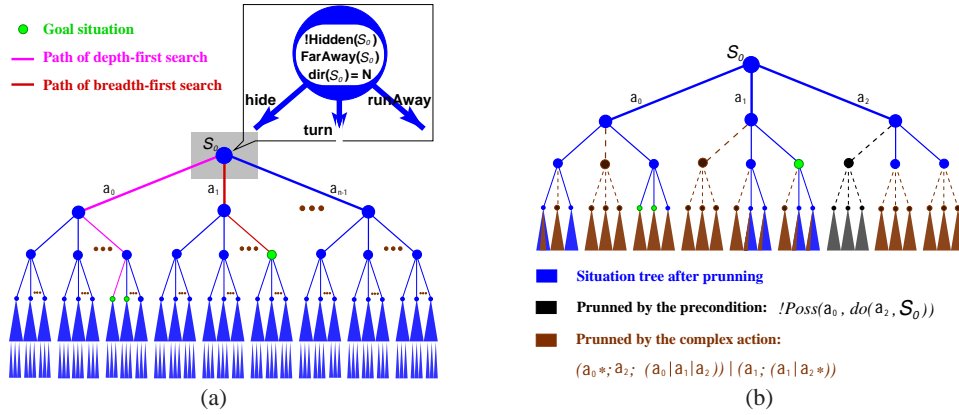 Goal situation
Path of depth-first search
Path of breadth-first search
!Hidden(S₀)
FarAway(S₀)
dir(S₀) = N
hide
turn
runAway
S₀
a₀
a₁
aₙ₋₁
(a)
S₀
a₀
a₁
a₂
Situation tree after prunning
Prunned by the precondition: !Poss(a₀, do(a₂, S₀))
Prunned by the complex action:
(a₀*; a₂; (a₀|a₁|a₂)) | (a₁; (a₁|a₂*))
(b)